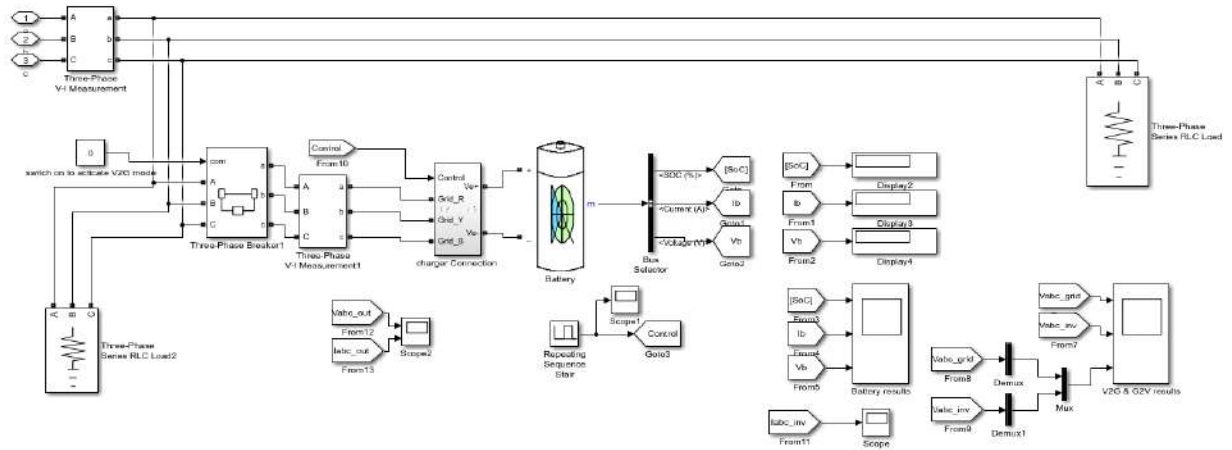 1
2
3
A
B
C
a
b
c
Three-Phase
V-I Measurement
A B C
Three-Phase
Series RLC Load
0
switch on to acticate V2G mode
com
A
B
C
a
b
c
Three-Phase Breaker1
A
B
C
a
b
c
Three-Phase
V-I Measurement1
Control
From10
Control
Grid_R
Grid_Y
Grid_B
Ve+
Ve-
charger Connection
+
m
Battery
<SOC (%)>
<Current (A)>
<Voltage (V)>
Bus
Selector
[SoC]
Ib
Goto1
Vb
Goto2
[SoC]
From
Display2
Ib
From1
Display3
Vb
From2
Display4
A B C
Three-Phase
Series RLC Load2
Vabc_out
From12
Iabc_out
From13
Scope2
Scope1
Repeating
Sequence
Stair
Control
Goto3
[SoC]
From3
Ib
From4
Vb
From5
Battery results
Vabc_grid
Vabc_inv
From7
Vabc_grid
From8
Demux
Vabc_inv
From9
Demux1
Mux
V2G & G2V results
Iabc_inv
From11
Scope